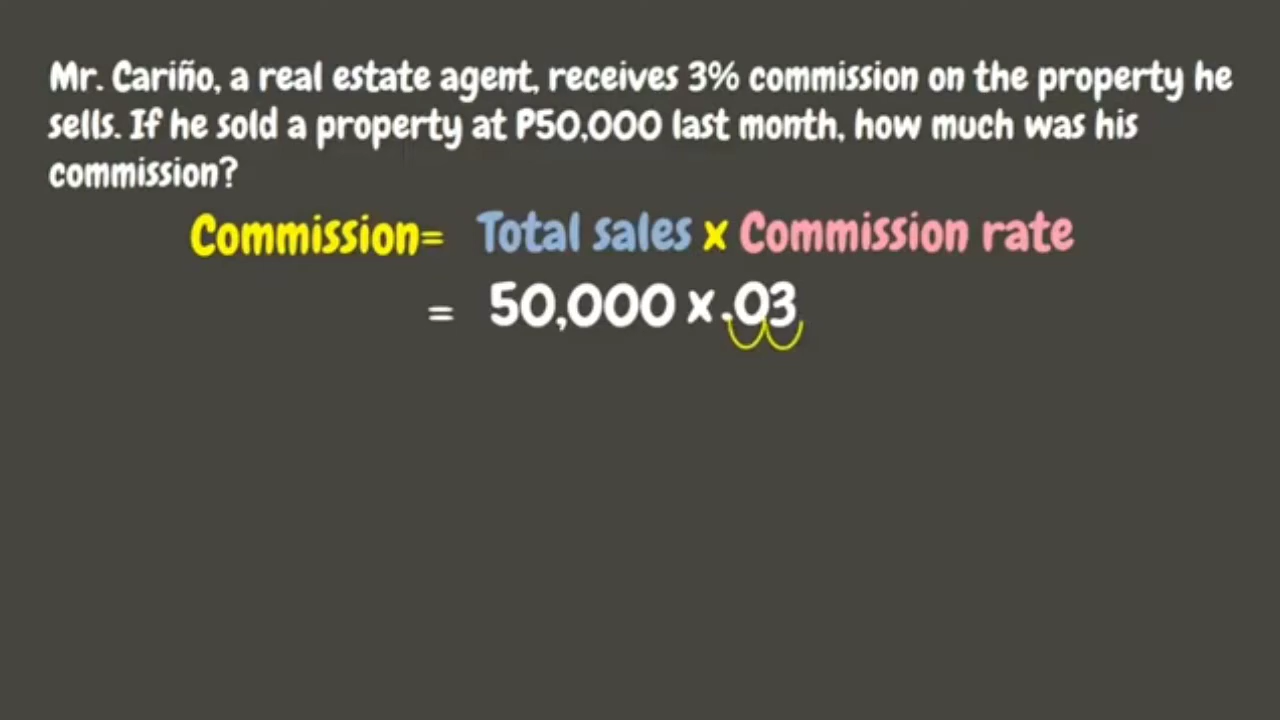 Mr. Cariño, a real estate agent, receives 3% commission on the property he
sells. If he sold a property at P50,000 last month, how much was his
commission?
Commission= Total sales x Commission rate
= 50,000 x .03